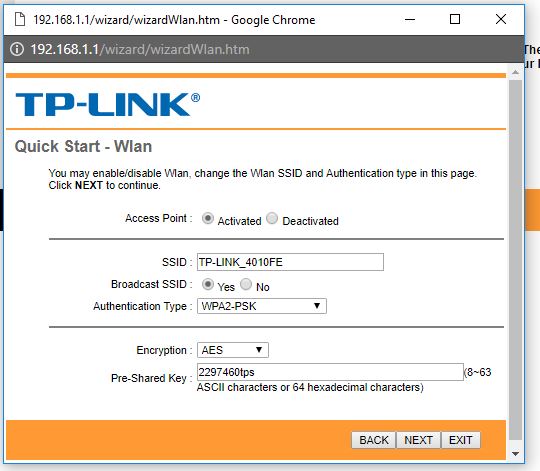 192.168.1.1/wizard/wizardWlan.htm - Google Chrome
192.168.1.1/wizard/wizardWlan.htm
TP-LINK®
Quick Start - Wlan
You may enable/disable Wlan, change the Wlan SSID and Authentication type in this page.
Click NEXT to continue.
Access Point : Activated Deactivated
SSID : TP-LINK_4010FE
Broadcast SSID : Yes No
Authentication Type : WPA2-PSK
Encryption : AES
Pre-Shared Key : 2297460tps (8~63
ASCII characters or 64 hexadecimal characters)
BACK NEXT EXIT